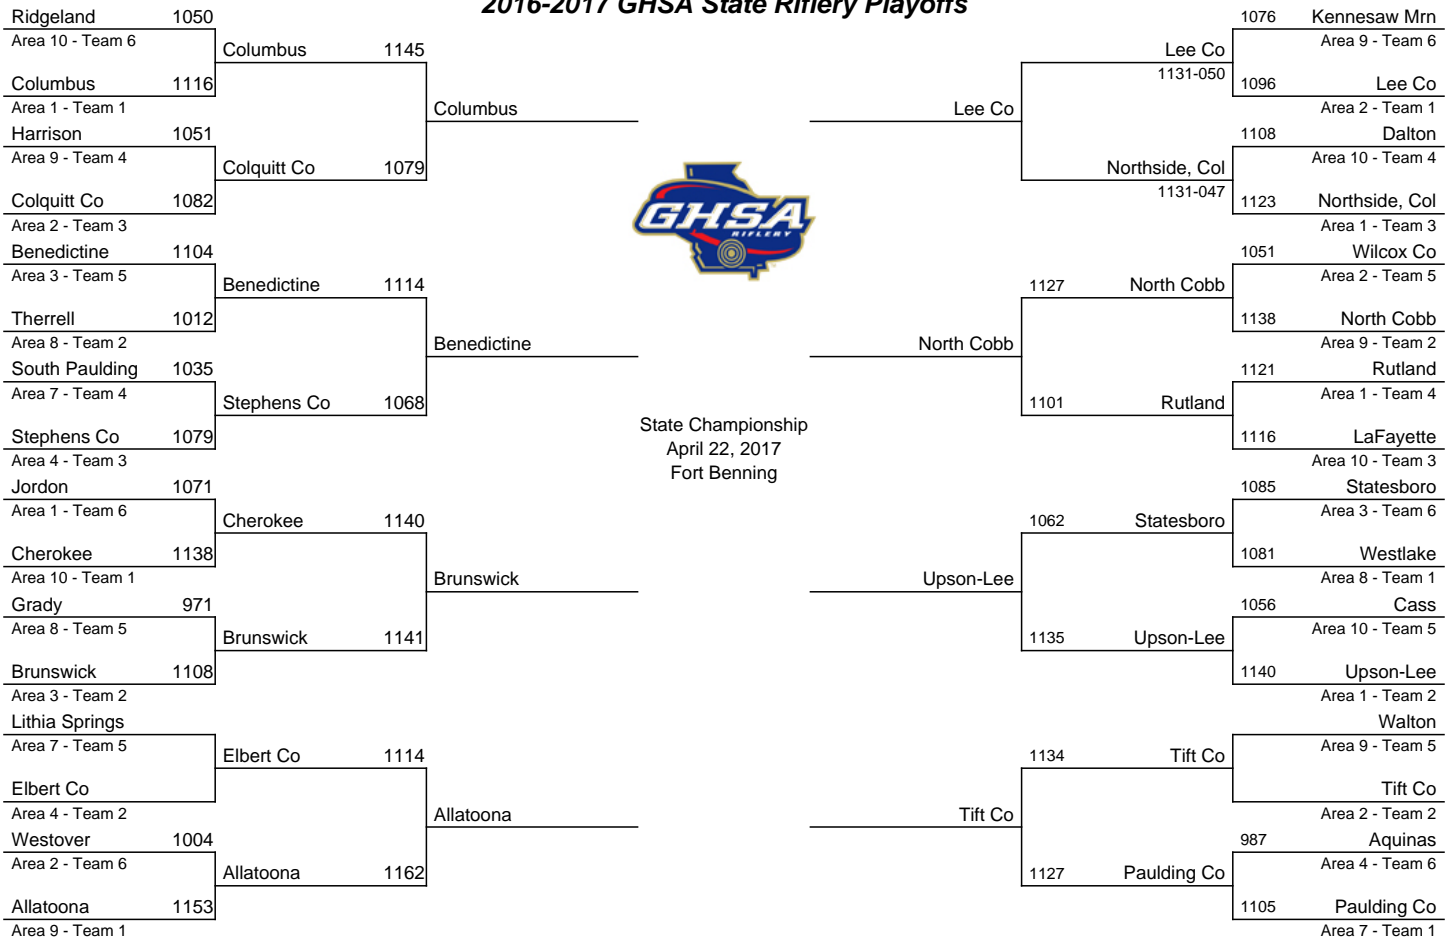 2016-2017 GHSA State Riflery Playoffs
Ridgeland 1050
Area 10 - Team 6
Columbus 1145
Columbus 1116
Area 1 - Team 1
Columbus
Harrison 1051
Area 9 - Team 4
Colquitt Co 1079
Colquitt Co 1082
Area 2 - Team 3
Benedictine 1104
Area 3 - Team 5
Benedictine 1114
Therrell 1012
Area 8 - Team 2
Benedictine
South Paulding 1035
Area 7 - Team 4
Stephens Co 1068
Stephens Co 1079
Area 4 - Team 3
Jordon 1071
Area 1 - Team 6
Cherokee 1140
Cherokee 1138
Area 10 - Team 1
Brunswick
Grady 971
Area 8 - Team 5
Brunswick 1141
Brunswick 1108
Area 3 - Team 2
Lithia Springs
Area 7 - Team 5
Elbert Co 1114
Elbert Co
Area 4 - Team 2
Allatoona
Westover 1004
Area 2 - Team 6
Allatoona 1162
Allatoona 1153
Area 9 - Team 1
GHSA
RIFLERY
State Championship
April 22, 2017
Fort Benning
1076 Kennesaw Mrn
Area 9 - Team 6
Lee Co
1131-050
1096 Lee Co
Area 2 - Team 1
Lee Co
1108 Dalton
Area 10 - Team 4
Northside, Col
1131-047
1123 Northside, Col
Area 1 - Team 3
1051 Wilcox Co
Area 2 - Team 5
1127 North Cobb
1138 North Cobb
Area 9 - Team 2
North Cobb
1121 Rutland
Area 1 - Team 4
1101 Rutland
1116 LaFayette
Area 10 - Team 3
1085 Statesboro
Area 3 - Team 6
1062 Statesboro
1081 Westlake
Area 8 - Team 1
Upson-Lee
1056 Cass
Area 10 - Team 5
1135 Upson-Lee
1140 Upson-Lee
Area 1 - Team 2
Walton
Area 9 - Team 5
1134 Tift Co
Tift Co
Area 2 - Team 2
Tift Co
987 Aquinas
Area 4 - Team 6
1127 Paulding Co
1105 Paulding Co
Area 7 - Team 1